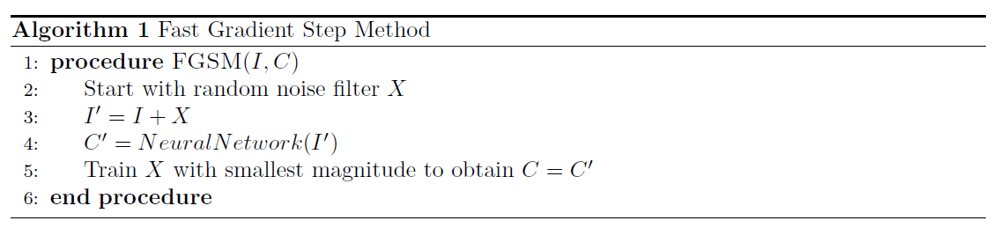 Algorithm 1 Fast Gradient Step Method
1: procedure FGSM(I, C)
2: Start with random noise filter X
3: I′ = I + X
4: C′ = NeuralNetwork(I′)
5: Train X with smallest magnitude to obtain C = C′
6: end procedure